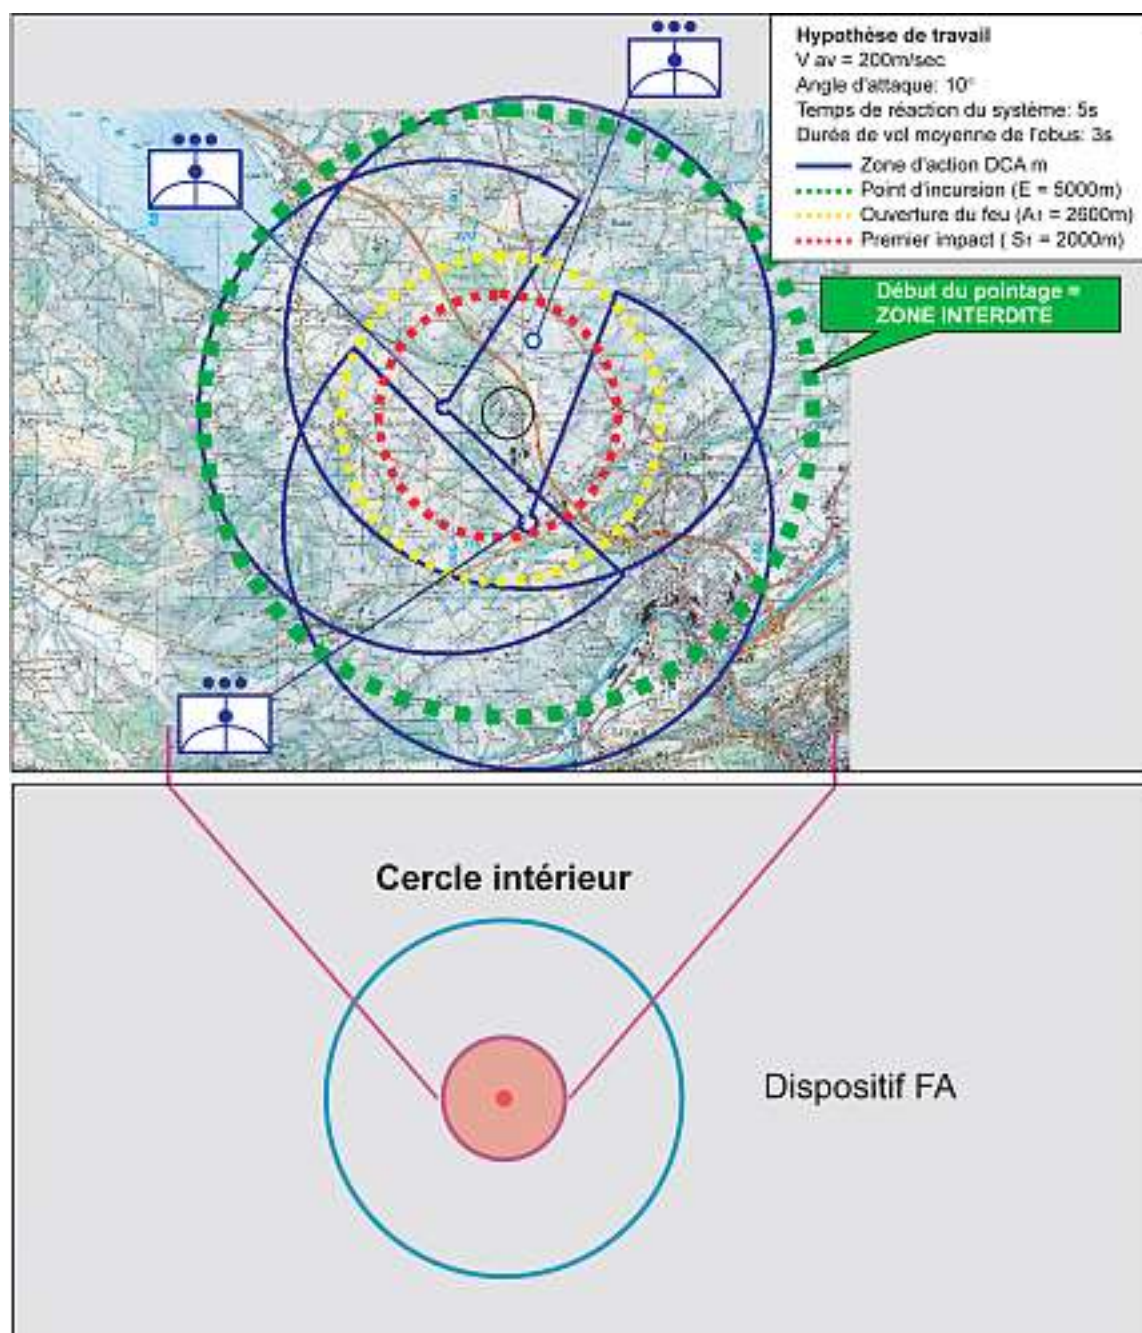 Hypothèse de travail
V av = 200m/sec
Angle d'attaque: 10°
Temps de réaction du système: 5s
Durée de vol moyenne de l'obus: 3s
Zone d'action DCA m
Point d'incursion (E = 5000m)
Ouverture du feu (A1 = 2600m)
Premier impact ( S1 = 2000m)
Début du pointage =
ZONE INTERDITE
Cercle intérieur
Dispositif FA